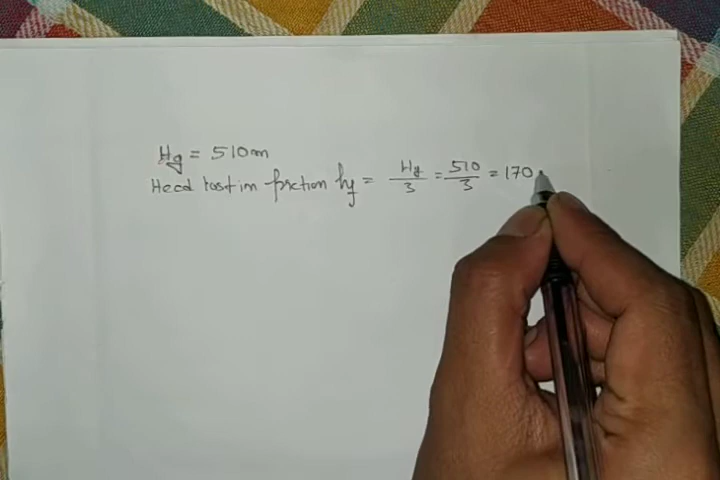 Hg = 510m
Head lost in friction hf = Hg/3 = 510/3 = 170